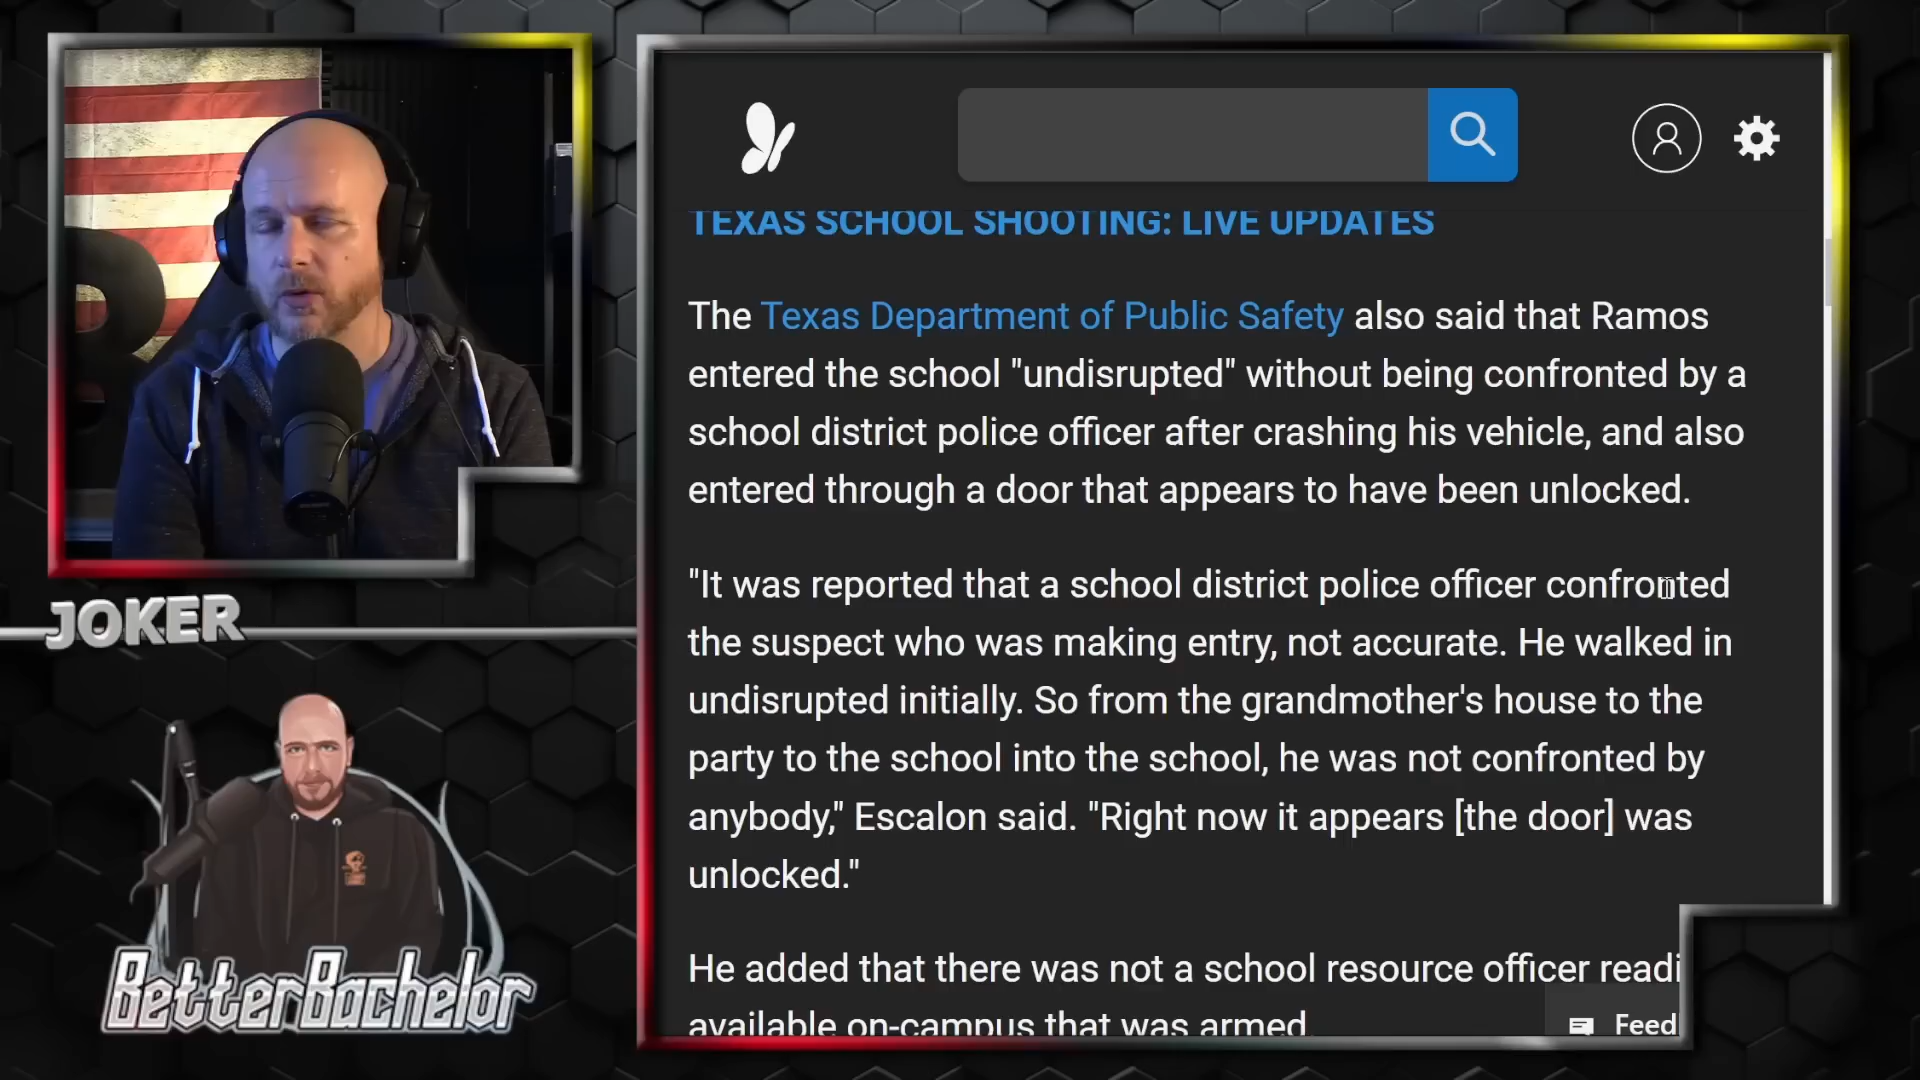 TEXAS SCHOOL SHOOTING: LIVE UPDATES
The Texas Department of Public Safety also said that Ramos
entered the school "undisrupted" without being confronted by a
school district police officer after crashing his vehicle, and also
entered through a door that appears to have been unlocked.
"It was reported that a school district police officer confronted
the suspect who was making entry, not accurate. He walked in
undisrupted initially. So from the grandmother's house to the
party to the school into the school, he was not confronted by
anybody," Escalon said. "Right now it appears [the door] was
unlocked."
He added that there was not a school resource officer readi
available on-campus that was armed.
Feed
JOKER
BetterBachelor